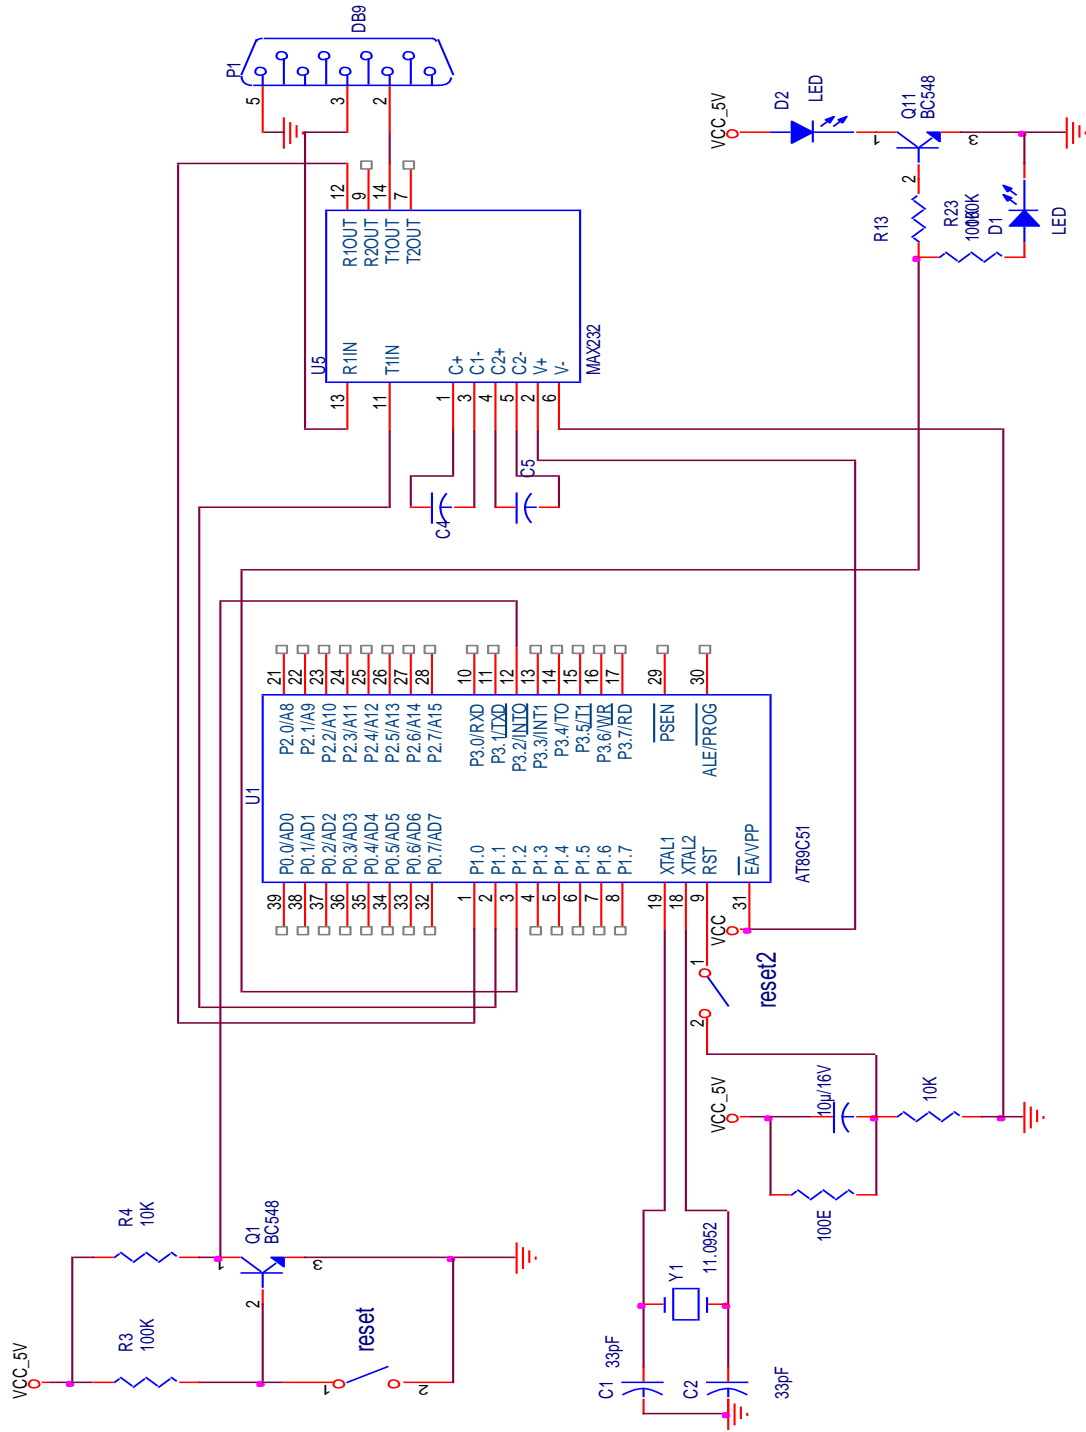 DB9
P1
5
3
2
12
9
14
7
R1OUT
R2OUT
T1OUT
T2OUT
U5
R1IN
T1IN
C+
C1-
C2+
C2-
V+
V-
MAX232
13
11
1
3
4
5
2
6
C4
C5
VCC_5V
D2
LED
Q11
BC548
1
2
3
R13
R23
D1
LED
21
22
23
24
25
26
27
28
10
11
12
13
14
15
16
17
29
30
P2.0/A8
P2.1/A9
P2.2/A10
P2.3/A11
P2.4/A12
P2.5/A13
P2.6/A14
P2.7/A15
P3.0/RXD
P3.1/TXD
P3.2/INTO
P3.3/INT1
P3.4/TO
P3.5/T1
P3.6/WR
P3.7/RD
PSEN
ALE/PROG
U1
P0.0/AD0
P0.1/AD1
P0.2/AD2
P0.3/AD3
P0.4/AD4
P0.5/AD5
P0.6/AD6
P0.7/AD7
P1.0
P1.1
P1.2
P1.3
P1.4
P1.5
P1.6
P1.7
XTAL1
XTAL2
RST
EA/VPP
AT89C51
39
38
37
36
35
34
33
32
1
2
3
4
5
6
7
8
19
18
9
31
VCC
1
2
reset2
VCC_5V
10µ/16V
10K
100E
R4
10K
Q1
BC548
1
2
3
R3
100K
VCC_5V
reset
1
2
Y1
11.0952
C1
33pF
C2
33pF